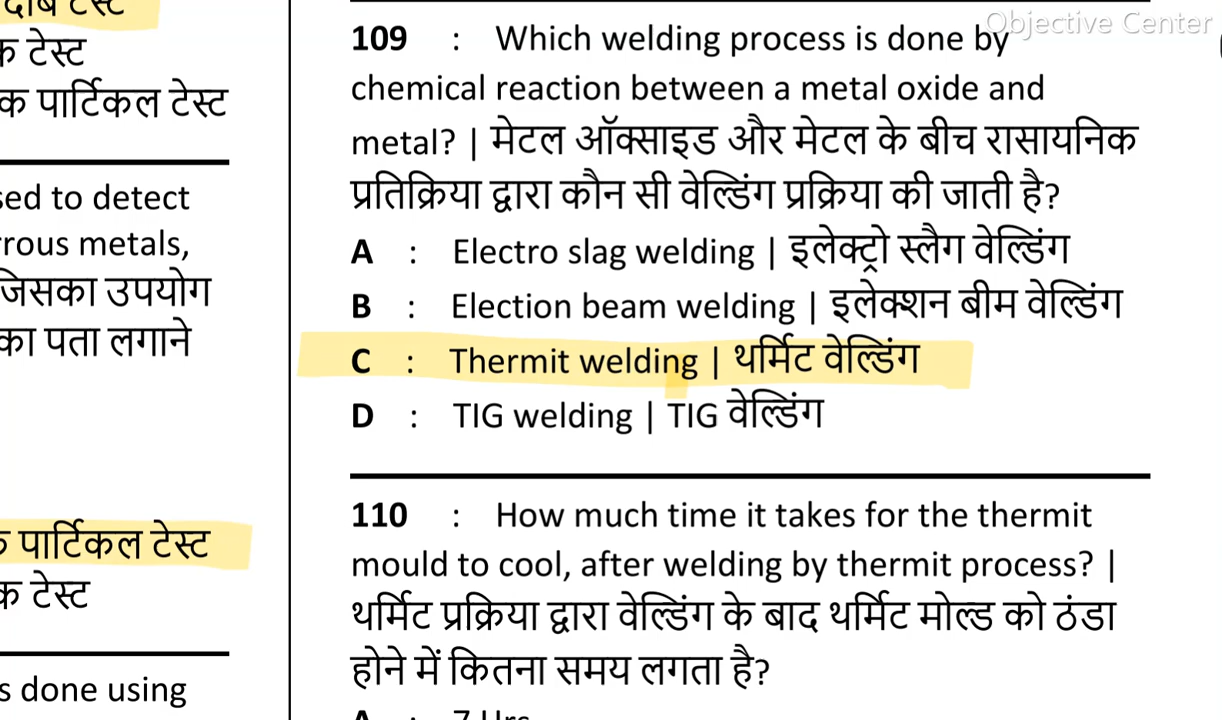 टेस्ट
क टेस्ट
क पार्टिकल टेस्ट
sed to detect
rous metals,
जिसका उपयोग
का पता लगाने
पार्टिकल टेस्ट
क टेस्ट
s done using
Objective Center
109 : Which welding process is done by
chemical reaction between a metal oxide and
metal? | मेटल ऑक्साइड और मेटल के बीच रासायनिक
प्रतिक्रिया द्वारा कौन सी वेल्डिंग प्रक्रिया की जाती है?
A : Electro slag welding | इलेक्ट्रो स्लैग वेल्डिंग
B : Election beam welding | इलेक्शन बीम वेल्डिंग
C : Thermit welding | थर्मिट वेल्डिंग
D : TIG welding | TIG वेल्डिंग
110 : How much time it takes for the thermit
mould to cool, after welding by thermit process? |
थर्मिट प्रक्रिया द्वारा वेल्डिंग के बाद थर्मिट मोल्ड को ठंडा
होने में कितना समय लगता है?
A : 7 Hrs